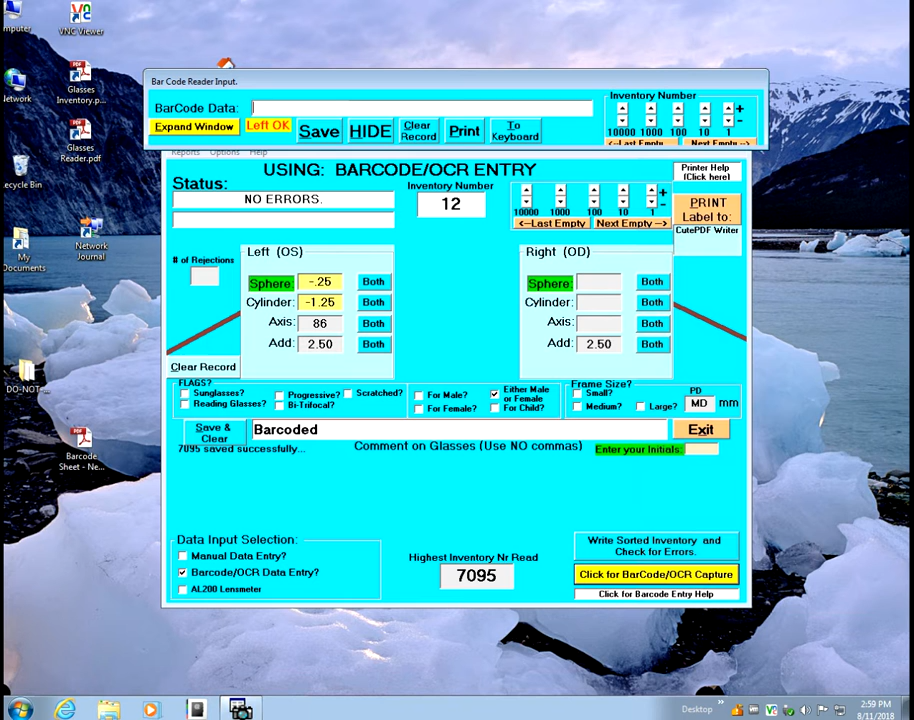 mputer
VNC Viewer
Network
Glasses
Inventory.p...
Glasses
Reader.pdf
ecycle Bin
My
Documents
Network
Journal
DO-NOT-
Barcode
Sheet - Ne...
Bar Code Reader Input.
BarCode Data:
Expand Window
Left OK
Save
HIDE
Clear
Record
Print
To
Keyboard
Inventory Number
+
-
10000 1000 100 10 1
<--Last Empty
Next Empty -->
Reports Options Help
USING: BARCODE/OCR ENTRY
Printer Help
(Click here)
Status:
NO ERRORS.
Inventory Number
12
+
-
10000 1000 100 10 1
<--Last Empty
Next Empty -->
PRINT
Label to:
CutePDF Writer
# of Rejections
Left (OS)
Sphere: -.25 Both
Cylinder: -1.25 Both
Axis: 86 Both
Add: 2.50 Both
Right (OD)
Sphere: Both
Cylinder: Both
Axis: Both
Add: 2.50 Both
Clear Record
FLAGS?
Sunglasses?
Reading Glasses?
Progressive?
Bi-Trifocal?
Scratched?
For Male?
For Female?
Either Male
or Female
For Child?
Frame Size?
Small?
Medium?
Large?
PD
MD mm
Save &
Clear
Barcoded
Exit
7095 saved successfully...
Comment on Glasses (Use NO commas)
Enter your Initials:
Data Input Selection:
Manual Data Entry?
Barcode/OCR Data Entry?
AL200 Lensmeter
Highest Inventory Nr Read
7095
Write Sorted Inventory and
Check for Errors.
Click for BarCode/OCR Capture
Click for Barcode Entry Help
Desktop
2:59 PM
8/11/2018